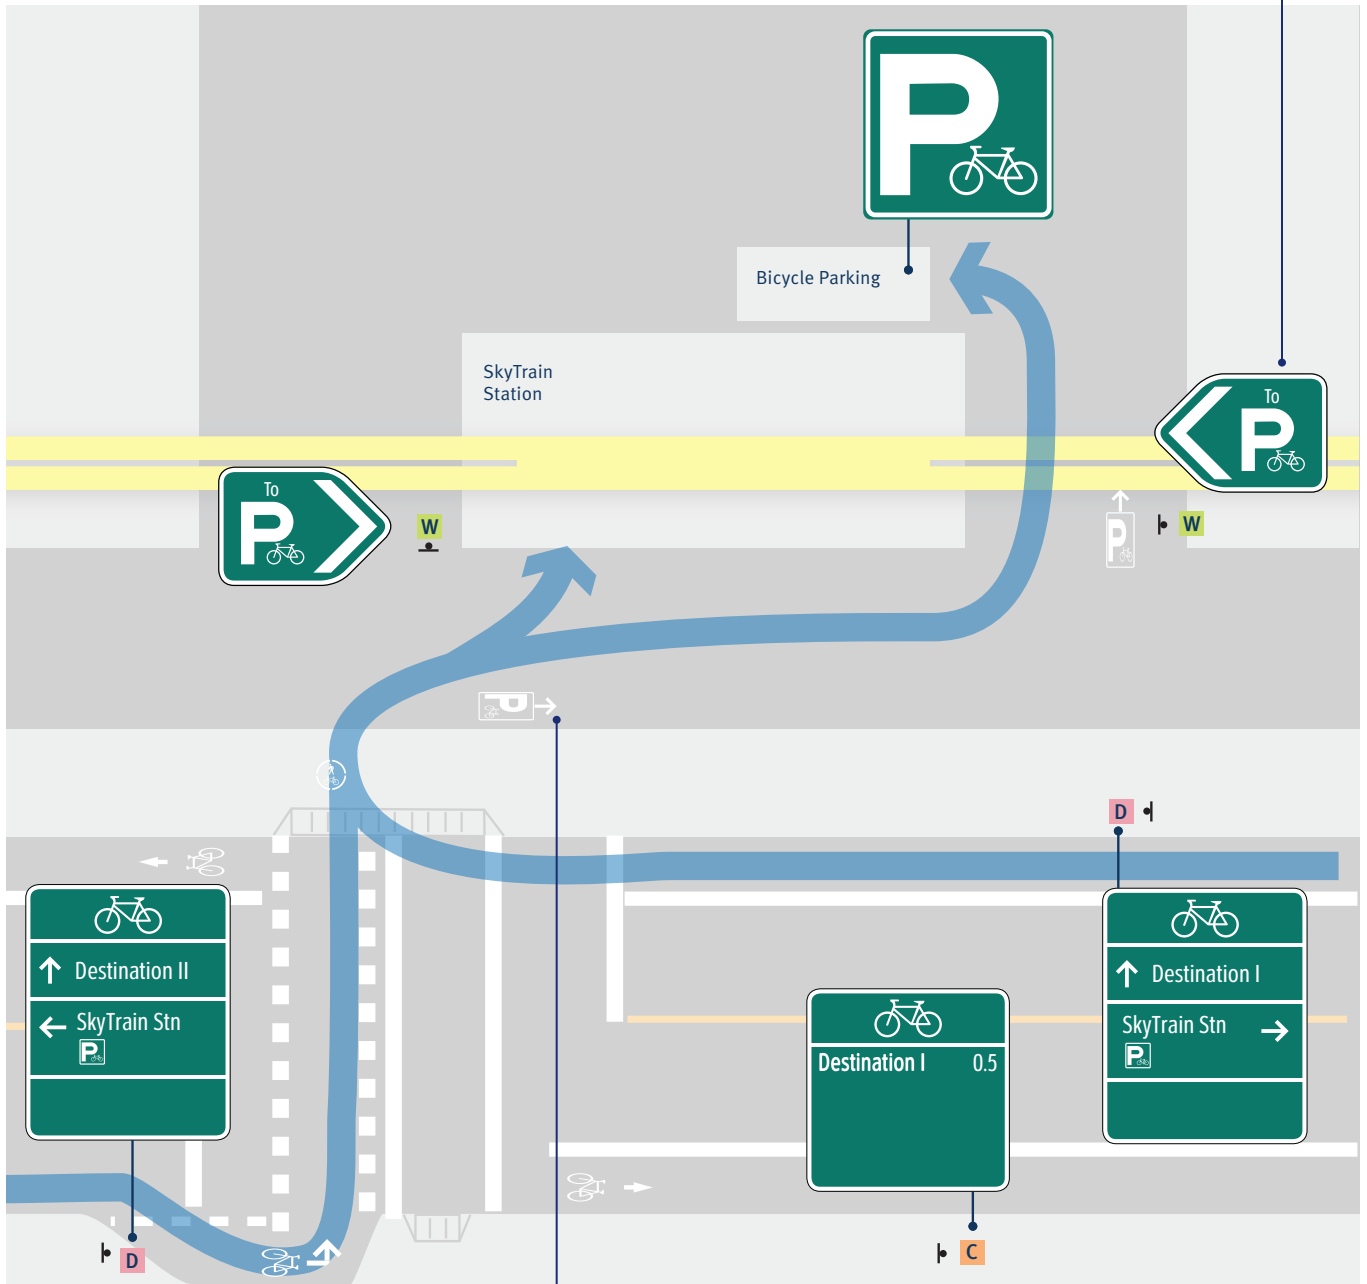 P
Bicycle Parking
SkyTrain
Station
To
P
To
P
W
W
P
P
D
Destination II
SkyTrain Stn
P
Destination I
SkyTrain Stn
P
Destination I 0.5
D
C